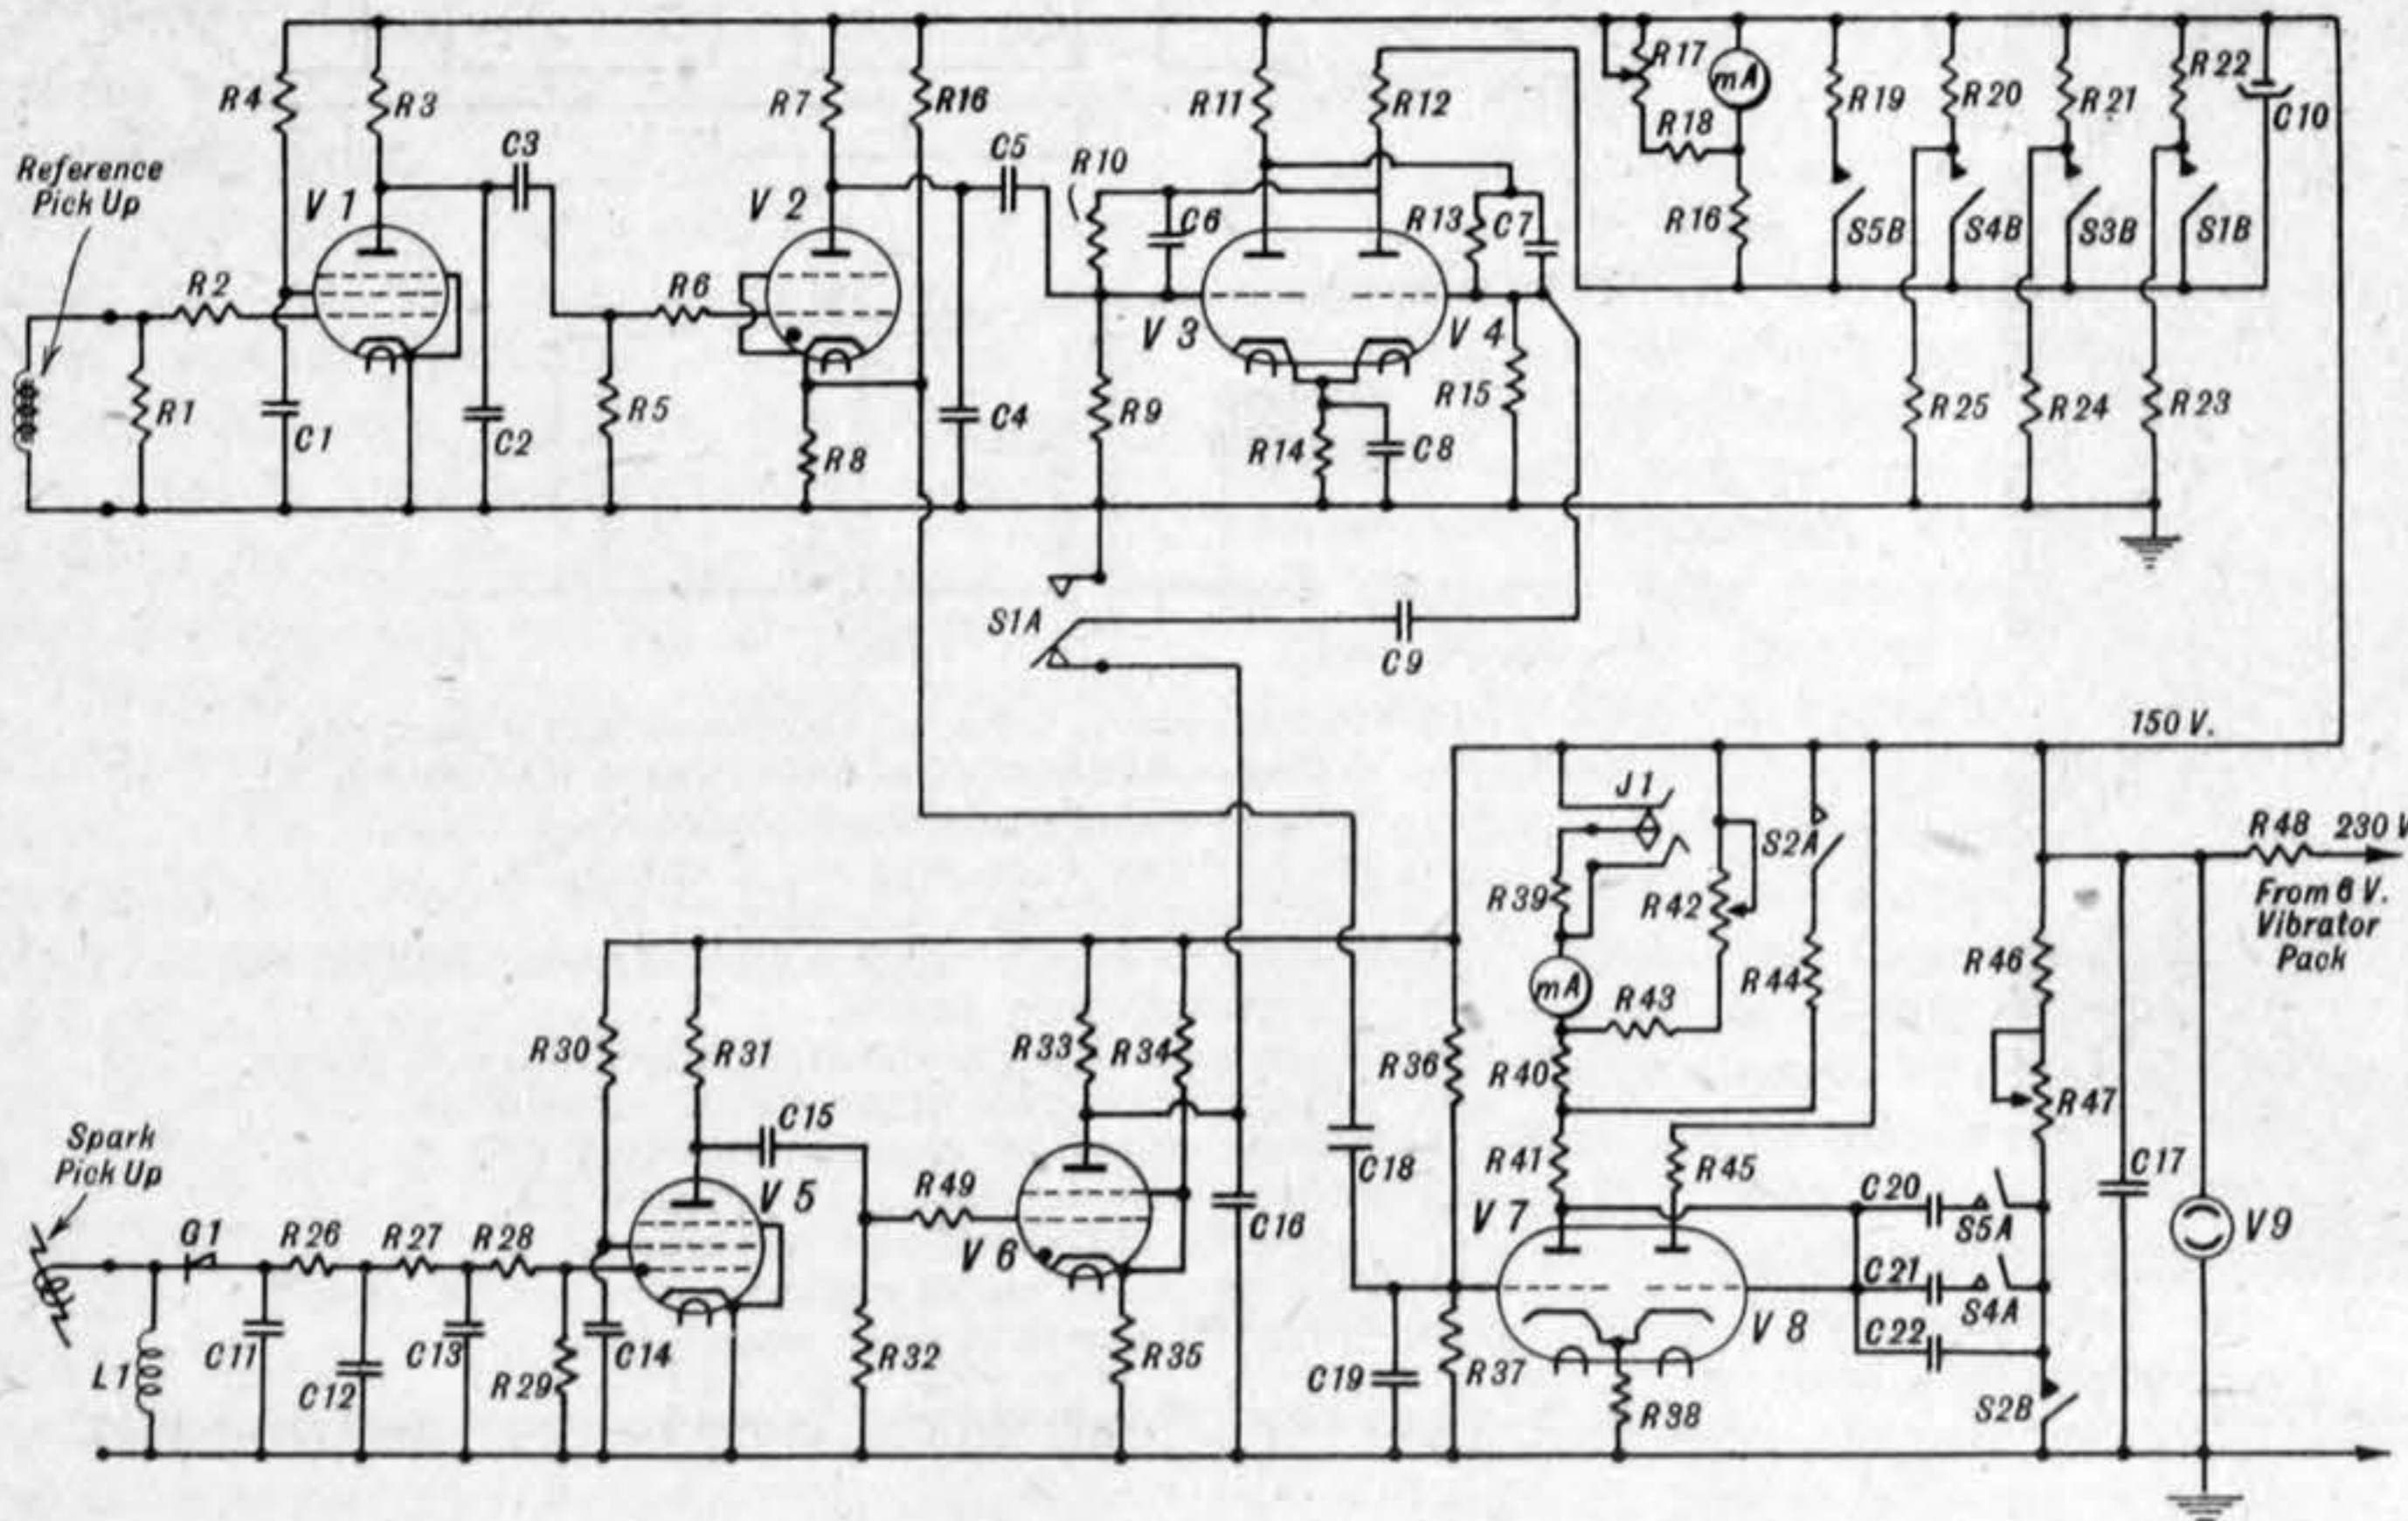 R4
R3
R7
R16
R11
R12
R17
mA
R18
R19
R20
R21
R22
C10
Reference
Pick Up
V 1
C3
V 2
C5
R10
C6
R13
C7
R16
S5B
S4B
S3B
S1B
R2
R6
V 3
V 4
R1
C1
C2
R5
R8
C4
R9
R14
C8
R15
R25
R24
R23
S1A
C9
150 V.
J1
S2A
R48
230 V
From 6 V.
Vibrator
Pack
R39
R42
mA
R43
R44
R46
R30
R31
R33
R34
R36
R40
R47
Spark
Pick Up
C15
V 5
R49
V 6
C16
C18
R41
R45
V 7
C20
S5A
C17
V9
G1
R26
R27
R28
C21
S4A
L1
C11
C12
C13
R29
C14
R32
R35
C19
R37
V 8
C22
R38
S2B